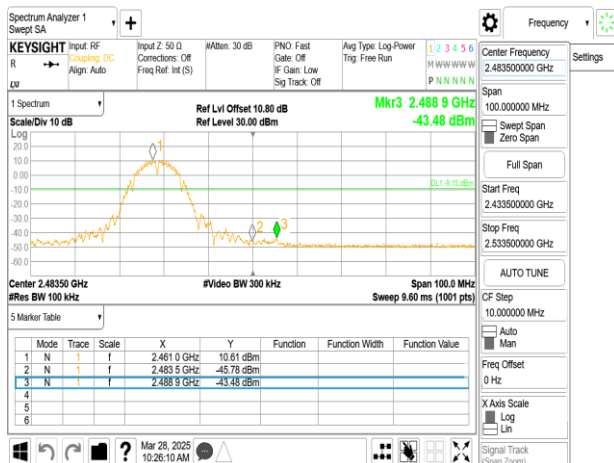 Spectrum Analyzer 1
Swept SA
Frequency
KEYSIGHT
R
Input: RF
Coupling: DC
Align: Auto
Input Z: 50 Ω
Corrections: Off
Freq Ref: Int (S)
#Atten: 30 dB
PNO: Fast
Gate: Off
IF Gain: Low
Sig Track: Off
Avg Type: Log-Power
Trig: Free Run
1 2 3 4 5 6
M W W W W W
P N N N N N
1 Spectrum
Scale/Div 10 dB
Ref Lvl Offset 10.80 dB
Ref Level 30.00 dBm
Mkr3 2.488 9 GHz
-43.48 dBm
Log
20.0
10.0
0.00
-10.0
-20.0
-30.0
-40.0
-50.0
-60.0
1
2
3
DL1 -9.15 dBm
Center 2.48350 GHz
#Video BW 300 kHz
Span 100.0 MHz
#Res BW 100 kHz
Sweep 9.60 ms (1001 pts)
5 Marker Table
Mode Trace Scale X Y Function Function Width Function Value
1 N 1 f 2.461 0 GHz 10.61 dBm
2 N 1 f 2.483 5 GHz -45.78 dBm
3 N 1 f 2.488 9 GHz -43.48 dBm
4
5
6
Mar 28, 2025
10:26:10 AM
Center Frequency
2.483500000 GHz
Settings
Span
100.000000 MHz
Swept Span
Zero Span
Full Span
Start Freq
2.433500000 GHz
Stop Freq
2.533500000 GHz
AUTO TUNE
CF Step
10.000000 MHz
Auto
Man
Freq Offset
0 Hz
X Axis Scale
Log
Lin
Signal Track
(Span Zoom)